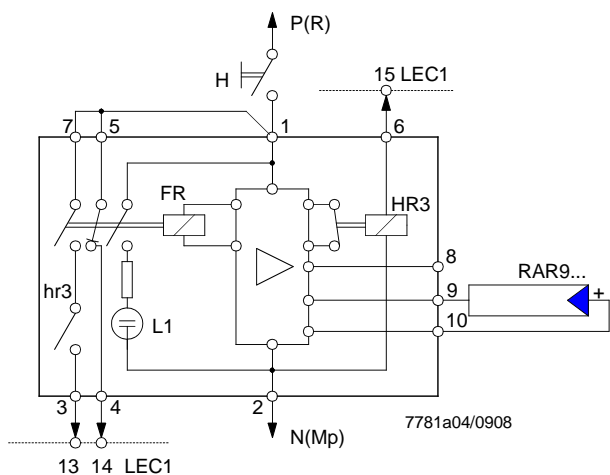 P(R)
H
15 LEC1
7 5 1 6
FR
HR3
8
RAR9...
hr3
9
+
L1
10
3 4 2
7781a04/0908
N(Mp)
13 14 LEC1